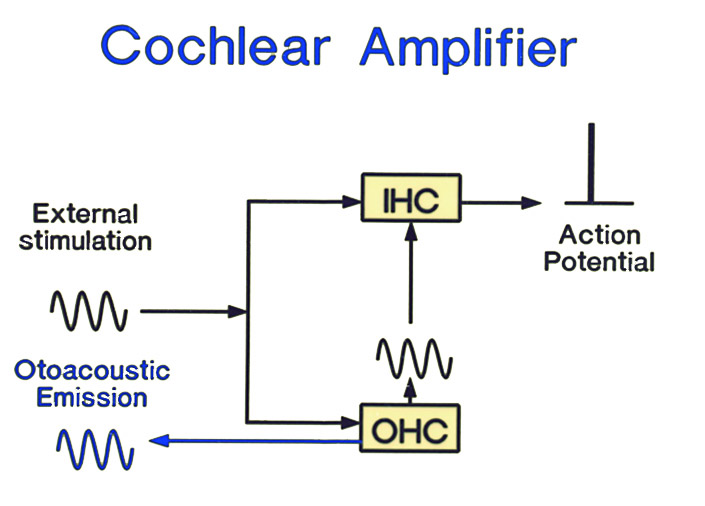 Cochlear Amplifier
External
stimulation
IHC
Action
Potential
Otoacoustic
Emission
OHC